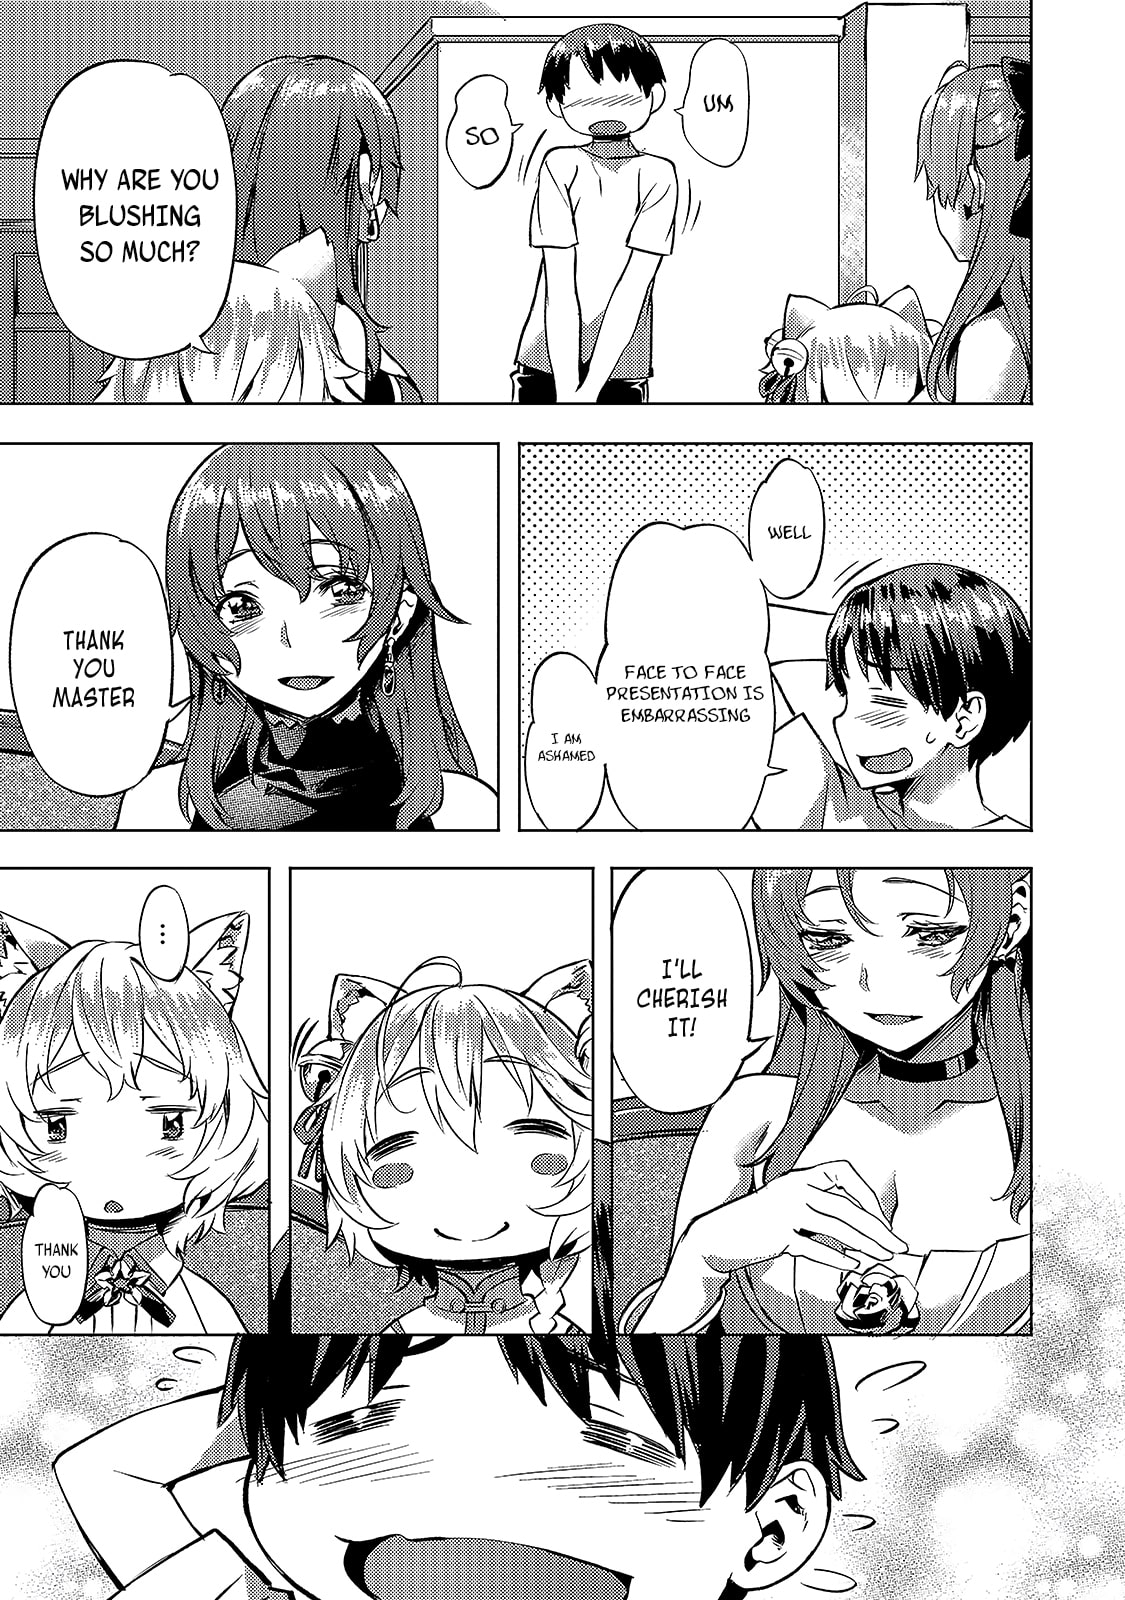 UM
SO
WHY ARE YOU
BLUSHING
SO MUCH?
WELL
FACE TO FACE
PRESENTATION IS
EMBARRASSING
I AM
ASHAMED
THANK
YOU
MASTER
I'LL
CHERISH
IT!
...
THANK
YOU